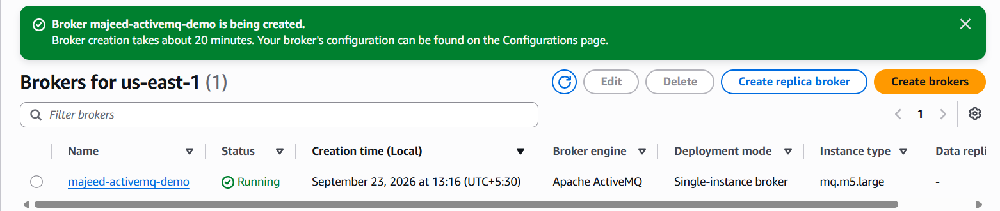 Broker majeed-activemq-demo is being created.
Broker creation takes about 20 minutes. Your broker's configuration can be found on the Configurations page.
Brokers for us-east-1 (1)
Edit
Delete
Create replica broker
Create brokers
Filter brokers
1
Name Status Creation time (Local) Broker engine Deployment mode Instance type Data repli
majeed-activemq-demo Running September 23, 2026 at 13:16 (UTC+5:30) Apache ActiveMQ Single-instance broker mq.m5.large -